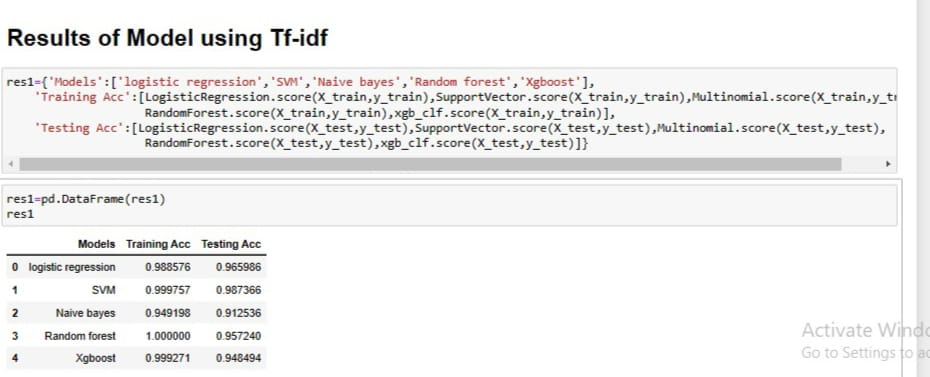 Results of Model using Tf-idf
res1={'Models':['logistic regression','SVM','Naive bayes','Random forest','Xgboost'],
'Training Acc':[LogisticRegression.score(X_train,y_train),SupportVector.score(X_train,y_train),Multinomial.score(X_train,y_tr
RandomForest.score(X_train,y_train),xgb_clf.score(X_train,y_train)],
'Testing Acc':[LogisticRegression.score(X_test,y_test),SupportVector.score(X_test,y_test),Multinomial.score(X_test,y_test),
RandomForest.score(X_test,y_test),xgb_clf.score(X_test,y_test)]}
res1=pd.DataFrame(res1)
res1
Models Training Acc Testing Acc
0 logistic regression 0.988576 0.965986
1 SVM 0.999757 0.987366
2 Naive bayes 0.949198 0.912536
3 Random forest 1.000000 0.957240
4 Xgboost 0.999271 0.948494
Activate Windo
Go to Settings to ac